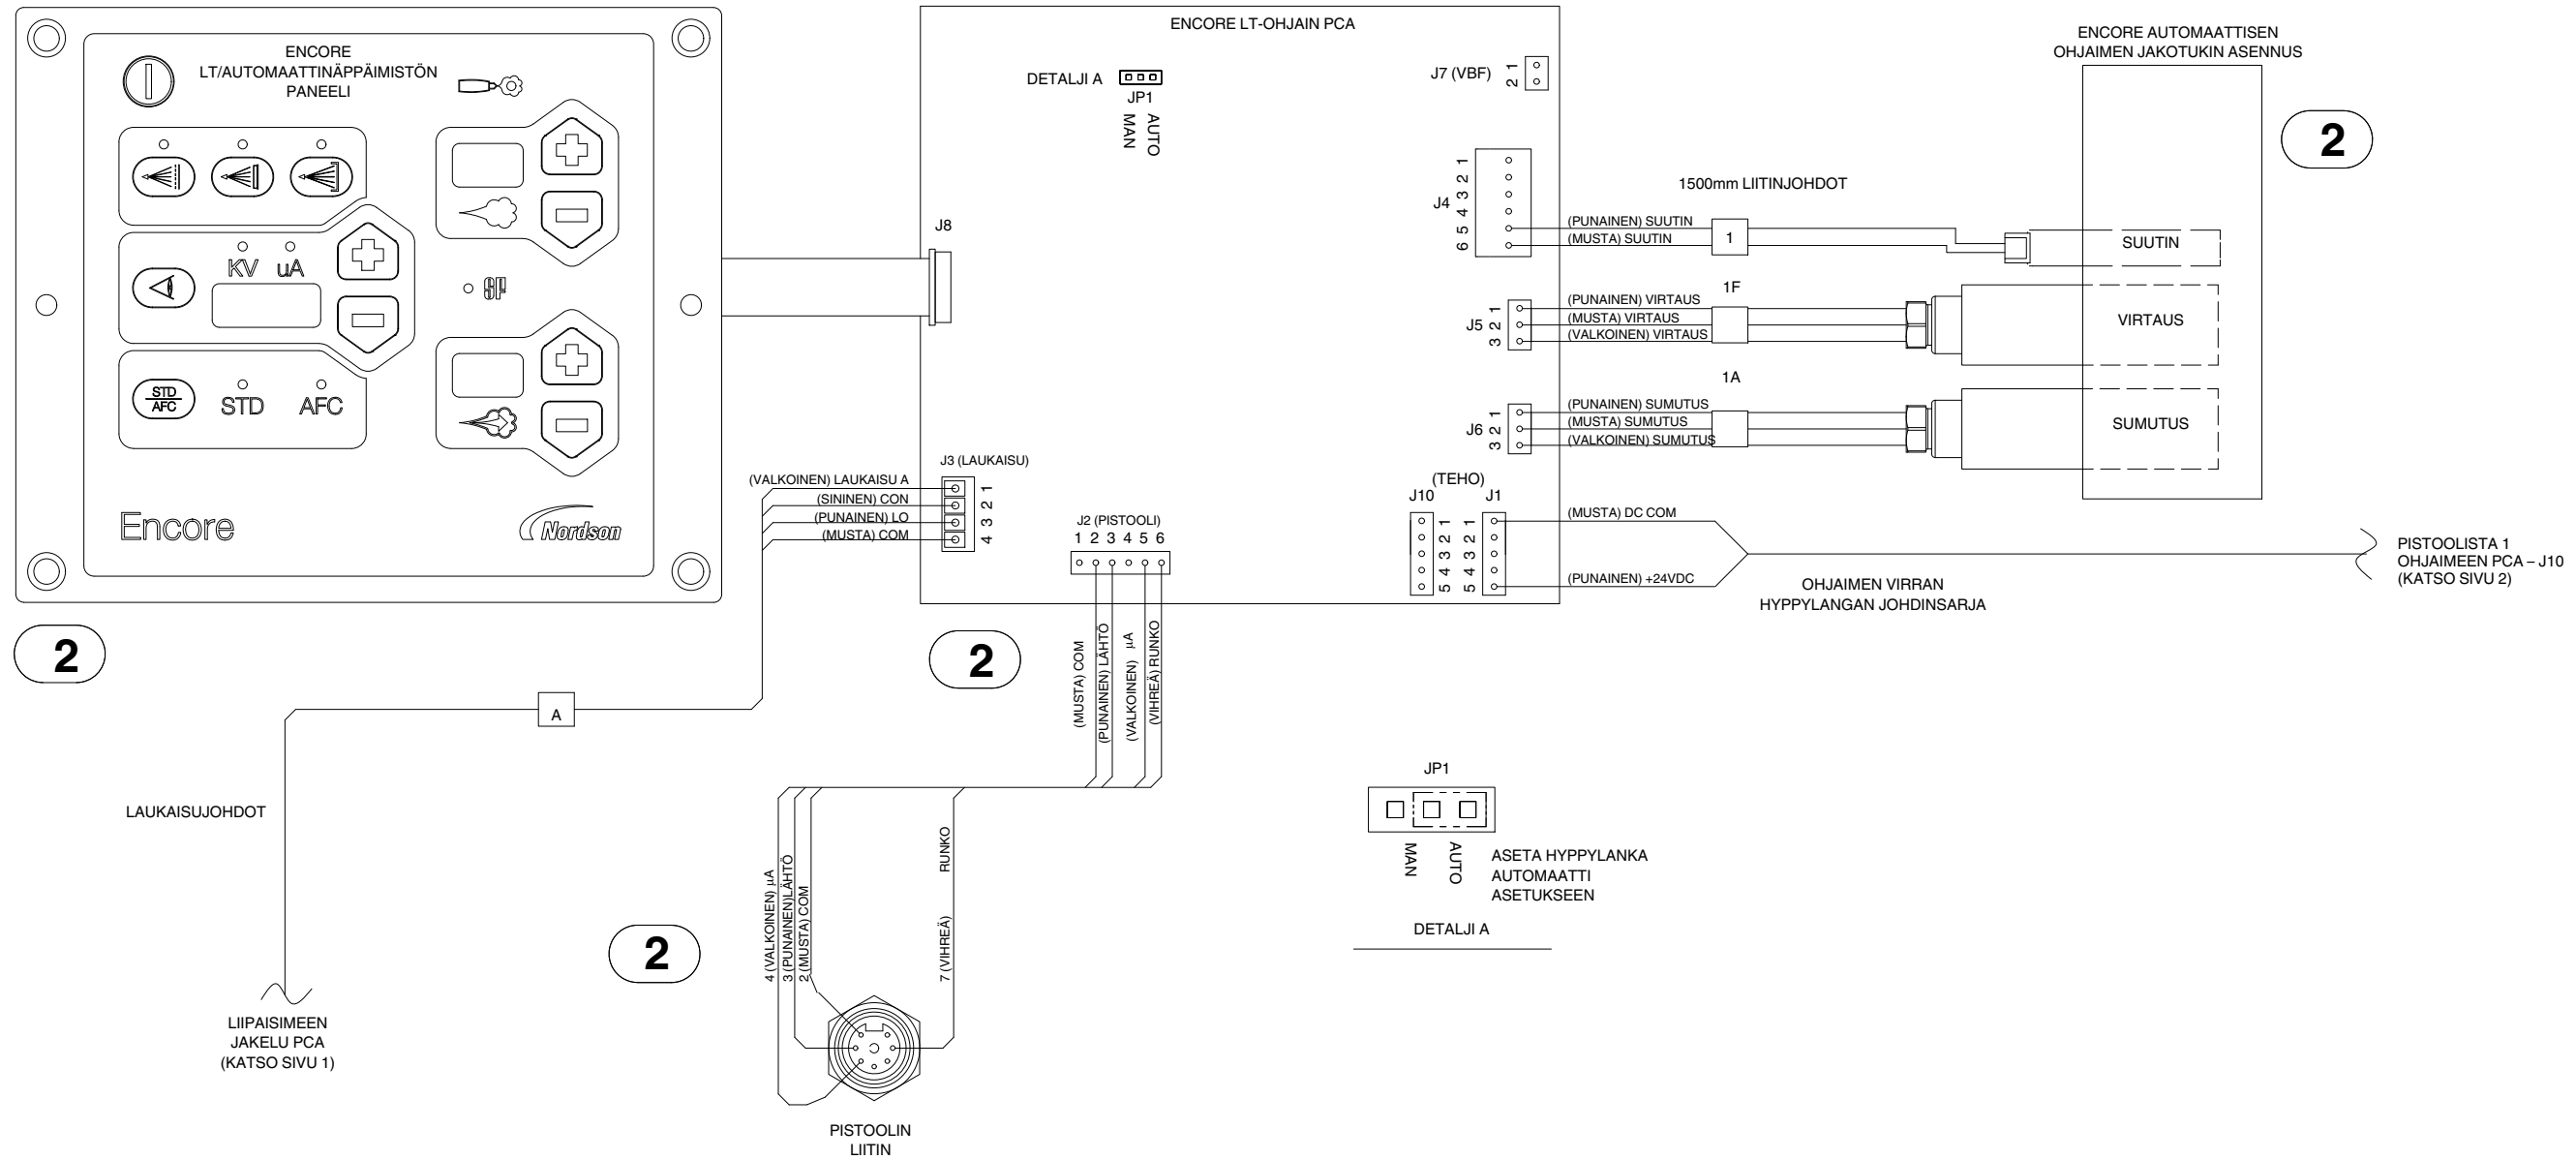 ENCORE
LT/AUTOMAATTINÄPPÄIMISTÖN
PANEELI
KV uA
SF
STD
AFC
STD AFC
Encore
Nordson
2
ENCORE LT-OHJAIN PCA
DETALJI A
JP1
MAN
AUTO
J7 (VBF)
1
2
J8
J4
1
2
3
4
5
6
(PUNAINEN) SUUTIN
(MUSTA) SUUTIN
1500mm LIITINJOHDOT
1
J5
1
2
3
(PUNAINEN) VIRTAUS
(MUSTA) VIRTAUS
(VALKOINEN) VIRTAUS
1F
J6
1
2
3
(PUNAINEN) SUMUTUS
(MUSTA) SUMUTUS
(VALKOINEN) SUMUTUS
1A
ENCORE AUTOMAATTISEN
OHJAIMEN JAKOTUKIN ASENNUS
SUUTIN
VIRTAUS
SUMUTUS
2
(TEHO)
J10 J1
1 1
2 2
3 3
4 4
5 5
(MUSTA) DC COM
(PUNAINEN) +24VDC
OHJAIMEN VIRRAN
HYPPYLANGAN JOHDINSARJA
PISTOOLISTA 1
OHJAIMEEN PCA – J10
(KATSO SIVU 2)
J3 (LAUKAISU)
1
2
3
4
(VALKOINEN) LAUKAISU A
(SININEN) CON
(PUNAINEN) LO
(MUSTA) COM
J2 (PISTOOLI)
1 2 3 4 5 6
(MUSTA) COM
(PUNAINEN) LÄHTÖ
(VALKOINEN) µA
(VIHREÄ) RUNKO
2
A
LAUKAISUJOHDOT
LIIPAISIMEEN
JAKELU PCA
(KATSO SIVU 1)
2
4 (VALKOINEN) µA
3 (PUNAINEN)LÄHTÖ
2 (MUSTA) COM
7 (VIHREÄ) RUNKO
PISTOOLIN
LIITIN
JP1
MAN
AUTO
ASETA HYPPYLANKA
AUTOMAATTI
ASETUKSEEN
DETALJI A